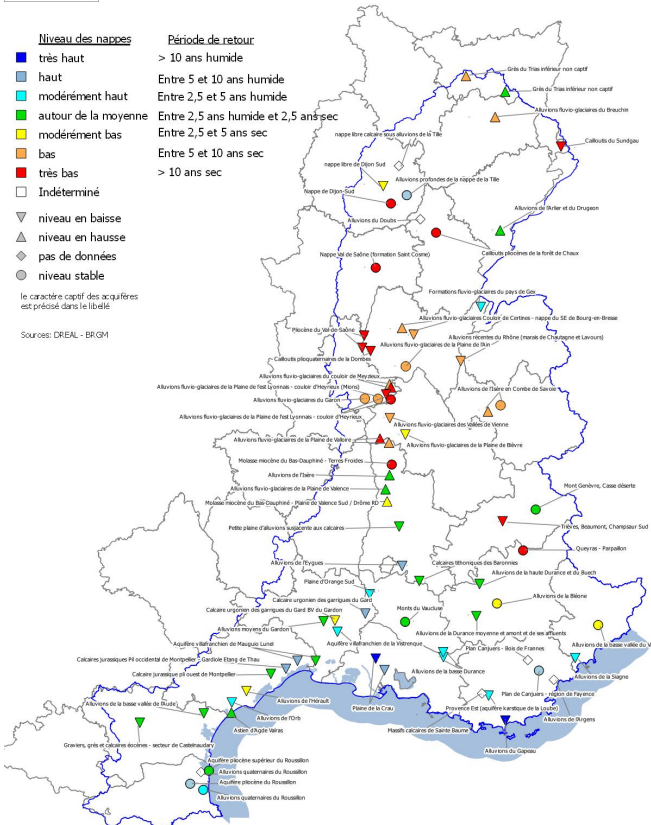 Niveau des nappes
Période de retour
très haut
> 10 ans humide
haut
Entre 5 et 10 ans humide
modérément haut
Entre 2,5 et 5 ans humide
autour de la moyenne
Entre 2,5 ans humide et 2,5 ans sec
modérément bas
Entre 2,5 et 5 ans sec
bas
Entre 5 et 10 ans sec
très bas
> 10 ans sec
Indéterminé
niveau en baisse
niveau en hausse
pas de données
niveau stable
le caractére captif des acquifères
est précisé dans le libellé
Sources: DREAL - BRGM
Grès du Trias inférieur non captif
Grès du Trias inférieur non captif
Alluvions fluvio-glaciaires du Breuchin
nappe libre calcaire sous alluvions de la Tille
Cailloutis du Sundgau
nappe libre de Dijon Sud
Alluvions profondes de la nappe de la Tille
Nappe de Dijon-Sud
Alluvions du Doubs
Alluvions de l'Arlier et du Drugeon
Nappe Val de Saône (formation Saint Cosme)
Cailloutis pliocènes de la forêt de Chaux
Formations fluvio-glaciaires du pays de Gex
Alluvions fluvio-glaciaires Couloir de Certines - nappe du SE de Bourg-en-Bresse
Pliocène du Val de Saône
Alluvions récentes du Rhône (marais de Chautagne et Lavours)
Alluvions fluvio-glaciaires de la Plaine de l'Ain
Cailloutis plioquaternaires de la Dombes
Alluvions fluvio-glaciaires du couloir de Meyzieux
Alluvions fluvio-glaciaires de la Plaine de l'est Lyonnais - couloir d'Heyrieux (Mions)
Alluvions de l'Isère en Combe de Savoie
Alluvions fluvio-glaciaires du Garon
Alluvions fluvio-glaciaires de la Plaine de l'est Lyonnais - couloir d'Heyrieux
Alluvions fluvio-glaciaires des Vallées de Vienne
Alluvions fluvio-glaciaires de la Plaine de Valloire
Alluvions fluvio-glaciaires de la Plaine de Bièvre
Molasse miocène du Bas-Dauphiné - Terres Froides
Alluvions de l'Isère
Mont Genèvre, Casse déserte
Alluvions fluvio-glaciaires de la Plaine de Valence
Molasse miocène du Bas-Dauphiné - Plaine de Valence Sud / Drôme RD
Petite plaine d'alluvions susjacente aux calcaires
Trièves, Beaumont, Champsaur Sud
Queyras - Parpaillon
Alluvions de l'Eygues
Calcaires tithoniques des Baronnies
Alluvions de la haute Durance et du Buech
Plaine d'Orange Sud
Calcaire urgonien des garrigues du Gard
Alluvions de la Bléone
Calcaire urgonien des garrigues du Gard BV du Gardon
Monts du Vaucluse
Alluvions moyens du Gardon
Alluvions de la Durance moyenne et amont et de ses affluents
Aquifère villafranchien de Mauguio Lunel
Aquifère villafranchien de la Vistrenque
Alluvions de la basse vallée du V
Plan Canjuers - Bois de Frannes
Calcaires jurassiques Pli occidental de Montpellier - Gardiole Etang de Thau
Alluvions de la basse Durance
Calcaire jurassique pli ouest de Montpellier
Alluvions de la Siagne
Plan de Canjuers - région de Fayence
Alluvions de la basse vallée de l'Aude
Alluvions de l'Hérault
Plaine de la Crau
Provence Est (aquifère karstique de la Loube)
Alluvions de l'Orb
Alluvions de l'Argens
Astien d'Agde Valras
Massifs calcaires de Sainte Baume
Graviers, grés et calcaires éocènes - secteur de Castelnaudary
Alluvions du Gapeau
Aquifère pliocène supérieur du Roussillon
Alluvions quaternaires du Roussillon
Aquifère pliocène du Roussillon
Alluvions quaternaires du Roussillon